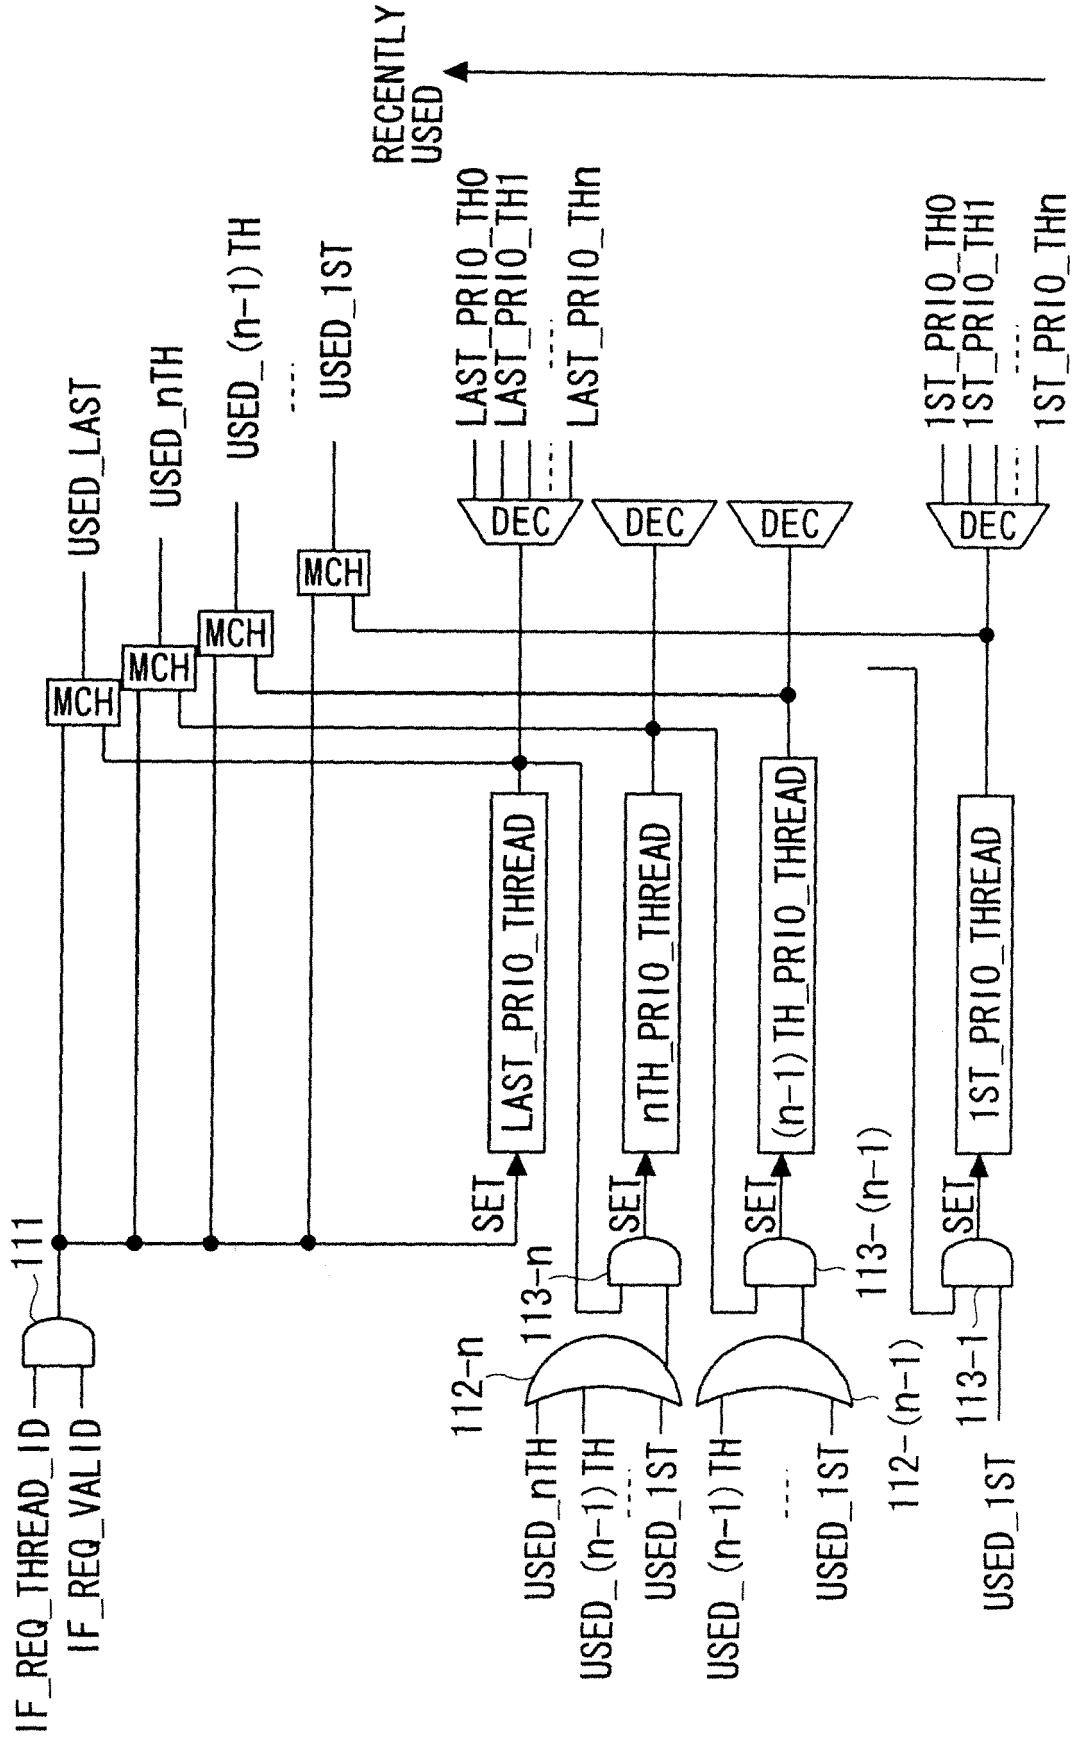 IF_REQ_THREAD_ID
IF_REQ_VALID
111
USED_LAST
USED_nTH
USED_(n-1)TH
USED_1ST
MCH
MCH
MCH
MCH
RECENTLY
USED
USED_nTH
USED_(n-1)TH
USED_1ST
112-n
113-n
SET
LAST_PRIO_THREAD
DEC
LAST_PRIO_TH0
LAST_PRIO_TH1
LAST_PRIO_THn
SET
nTH_PRIO_THREAD
DEC
USED_(n-1)TH
USED_1ST
112-(n-1)
113-(n-1)
SET
(n-1)TH_PRIO_THREAD
DEC
USED_1ST
113-1
SET
1ST_PRIO_THREAD
DEC
1ST_PRIO_TH0
1ST_PRIO_TH1
1ST_PRIO_THn